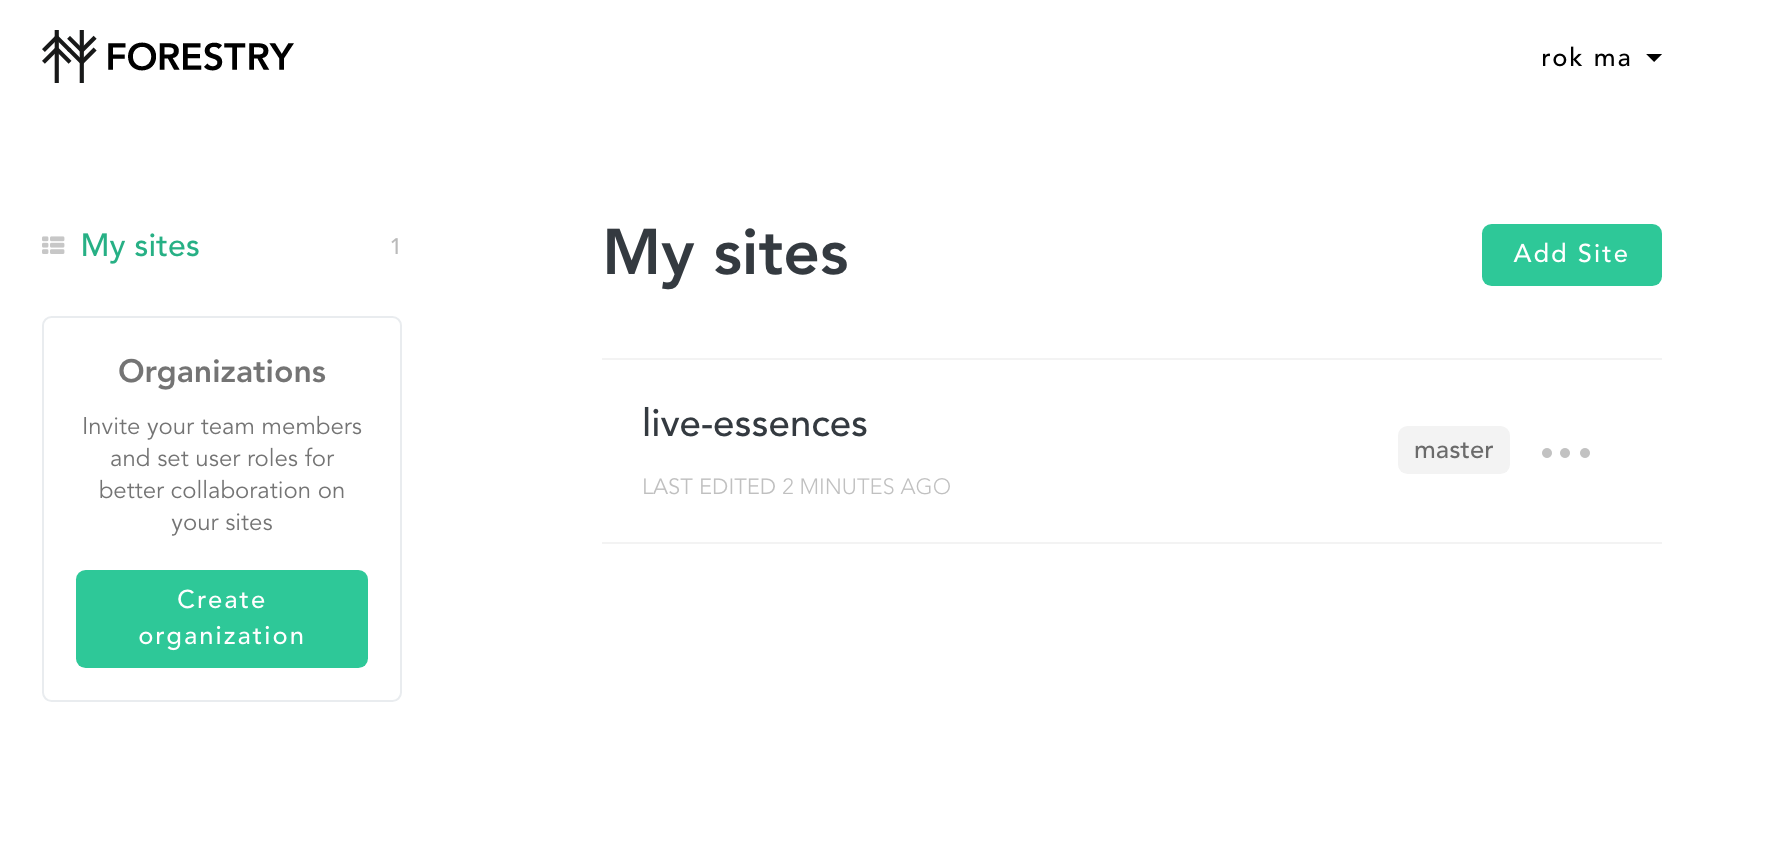 FORESTRY
rok ma
My sites
1
Organizations
Invite your team members
and set user roles for
better collaboration on
your sites
Create
organization
My sites
Add Site
live-essences
LAST EDITED 2 MINUTES AGO
master